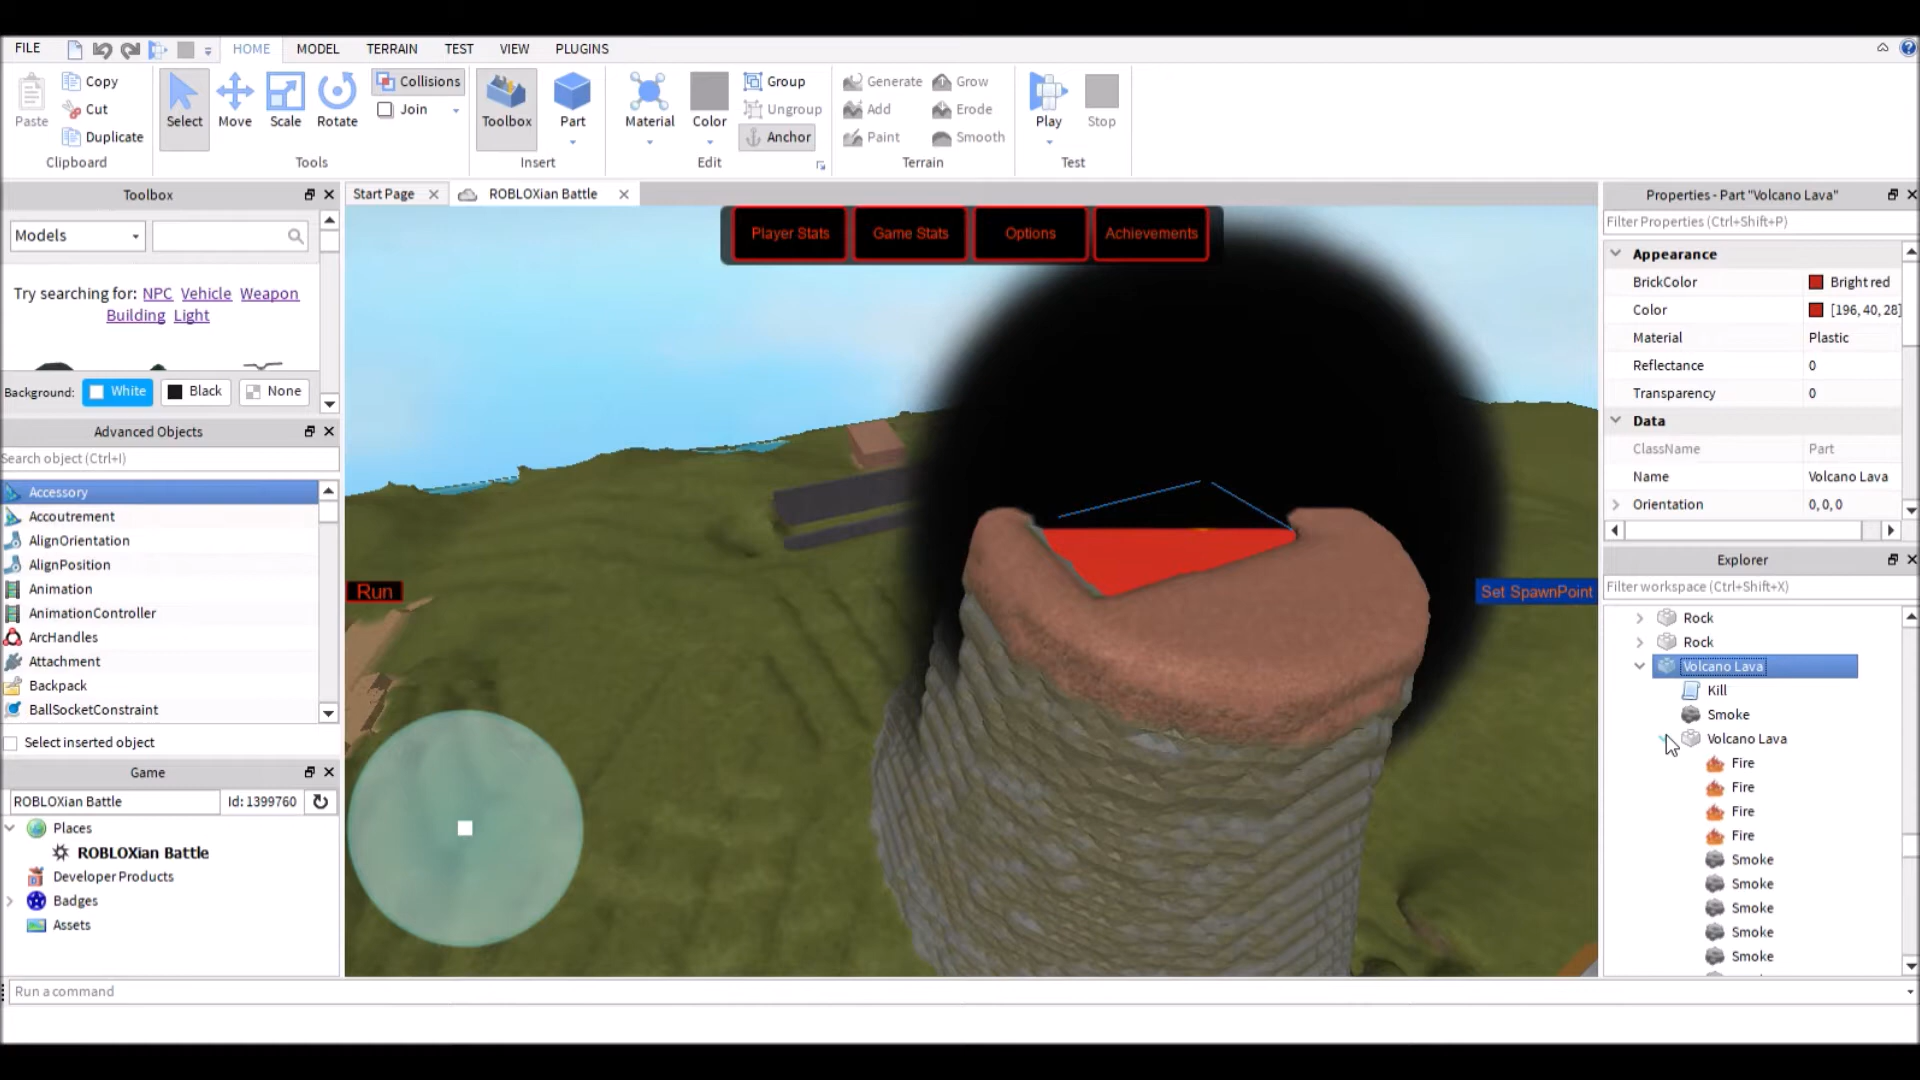 FILE HOME MODEL TERRAIN TEST VIEW PLUGINS
Paste
Copy
Cut
Duplicate
Clipboard
Select Move Scale Rotate
Collisions
Join
Tools
Toolbox Part
Insert
Material Color
Group
Ungroup
Anchor
Edit
Generate Grow
Add Erode
Paint Smooth
Terrain
Play Stop
Test
Toolbox
Models
Try searching for: NPC Vehicle Weapon
Building Light
Background: White Black None
Advanced Objects
Search object (Ctrl+I)
Accessory
Accoutrement
AlignOrientation
AlignPosition
Animation
AnimationController
ArcHandles
Attachment
Backpack
BallSocketConstraint
Select inserted object
Game
ROBLOXian Battle Id: 1399760
Places
ROBLOXian Battle
Developer Products
Badges
Assets
Run a command
Start Page ROBLOXian Battle
Player Stats Game Stats Options Achievements
Run
Set SpawnPoint
Properties - Part "Volcano Lava"
Filter Properties (Ctrl+Shift+P)
Appearance
BrickColor Bright red
Color [196, 40, 28]
Material Plastic
Reflectance 0
Transparency 0
Data
ClassName Part
Name Volcano Lava
Orientation 0, 0, 0
Explorer
Filter workspace (Ctrl+Shift+X)
Rock
Rock
Volcano Lava
Kill
Smoke
Volcano Lava
Fire
Fire
Fire
Fire
Smoke
Smoke
Smoke
Smoke
Smoke